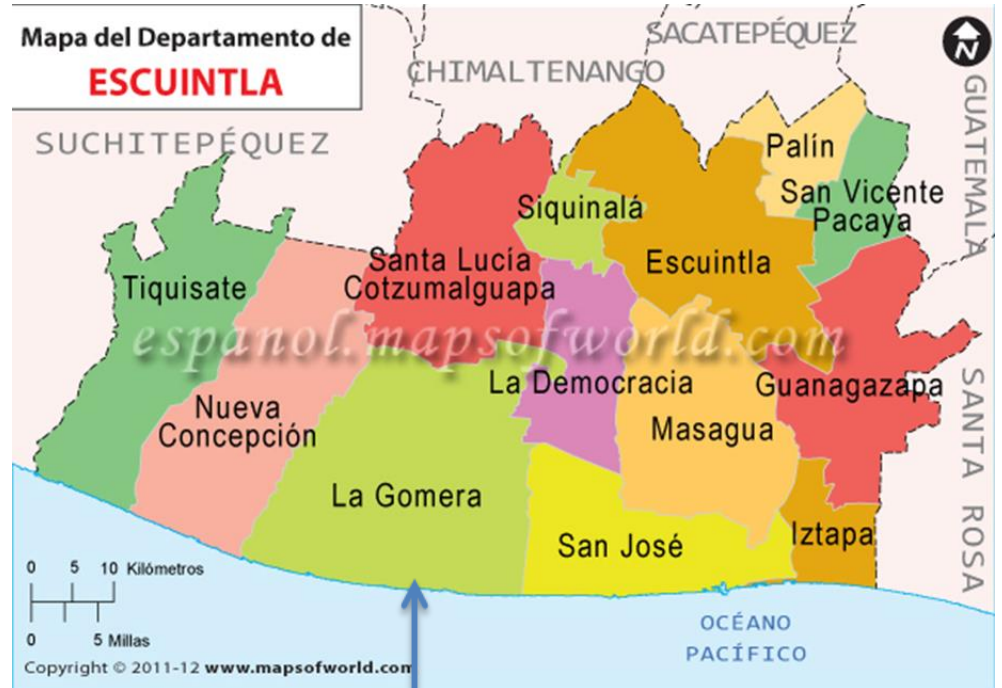 Mapa del Departamento de
ESCUINTLA
SACATEPÉQUEZ
CHIMALTENANGO
SUCHITEPÉQUEZ
GUATEMALA
SANTA ROSA
N
Palín
San Vicente
Pacaya
Siquinalá
Escuintla
Santa Lucía
Cotzumalguapa
Tiquisate
espanol.mapsofworld.com
La Democracia
Guanagazapa
Nueva
Concepción
Masagua
La Gomera
San José
Iztapa
0 5 10 Kilómetros
0 5 Millas
OCÉANO
PACÍFICO
Copyright © 2011-12 www.mapsofworld.com